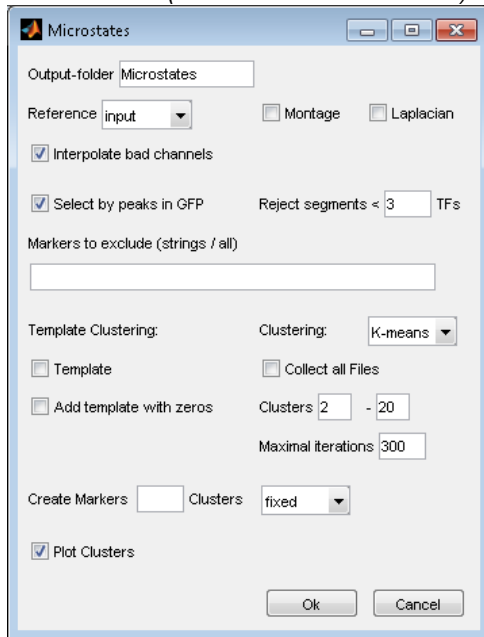 Microstates
Output-folder Microstates
Reference input Montage Laplacian
Interpolate bad channels
Select by peaks in GFP Reject segments < 3 TFs
Markers to exclude (strings / all)
Template Clustering: Clustering: K-means
Template Collect all Files
Add template with zeros Clusters 2 - 20
Maximal iterations 300
Create Markers Clusters fixed
Plot Clusters
Ok Cancel